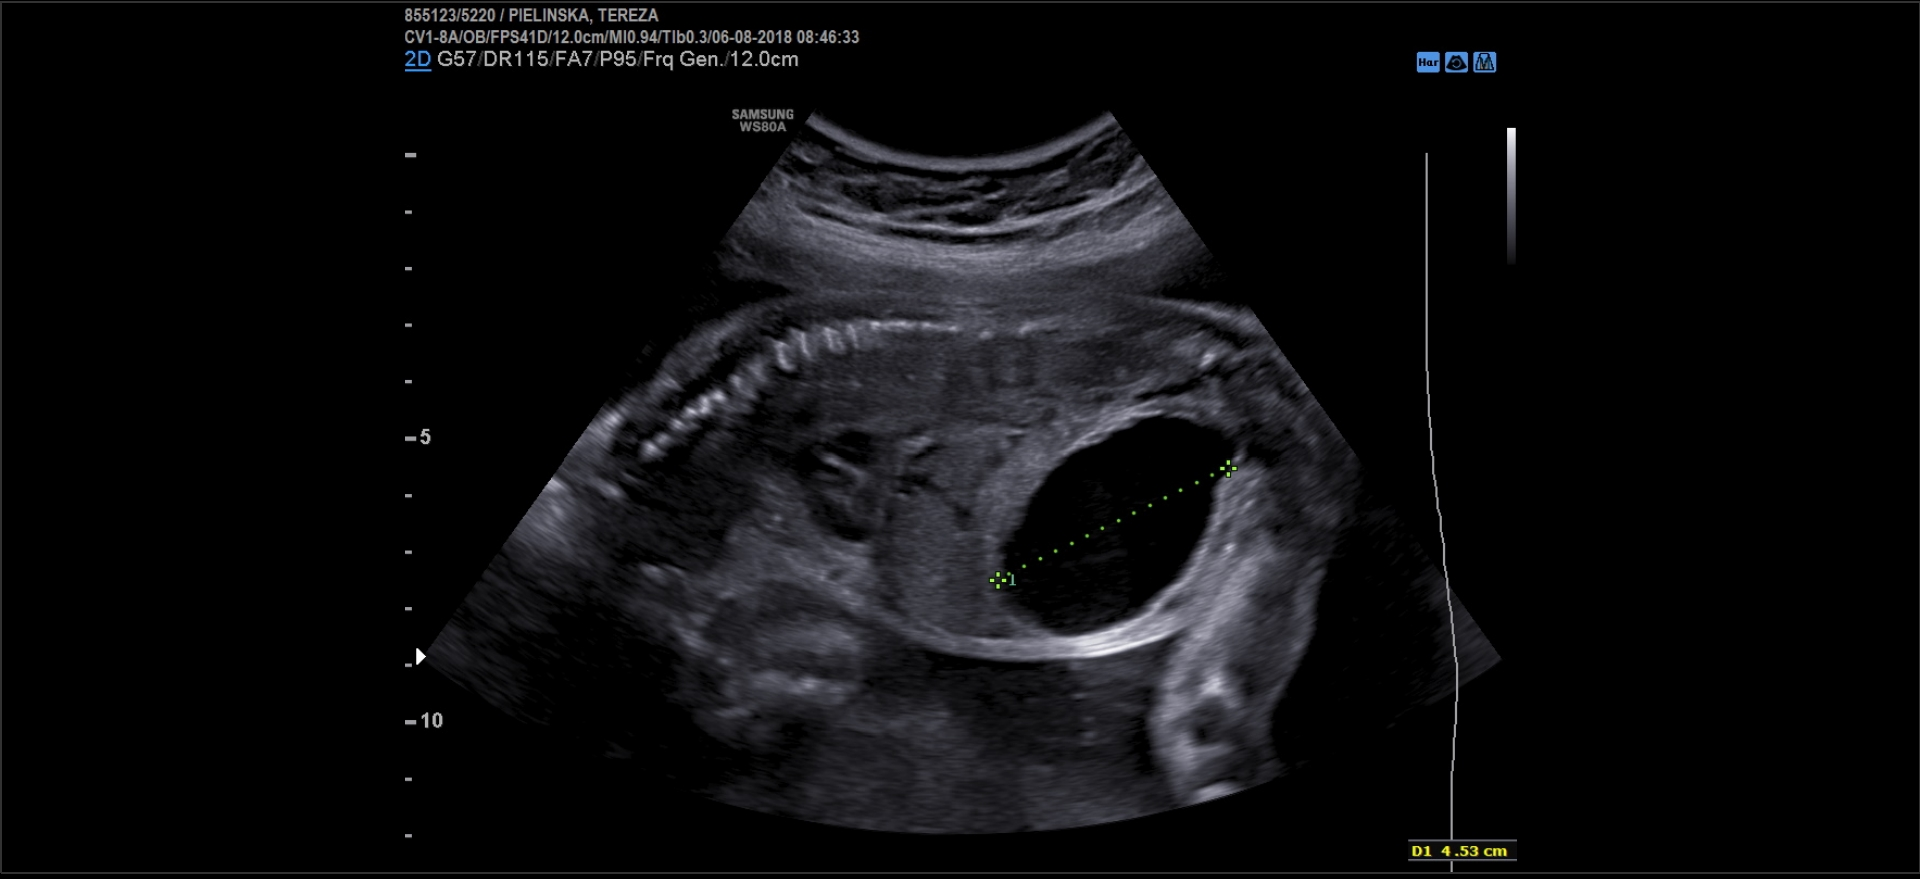 855123/5220 / PIELINSKA, TEREZA
CV1-8A/OB/FPS41D/12.0cm/MI0.94/TIb0.3/06-08-2018 08:46:33
2D G57/DR115/FA7/P95/Frq Gen./12.0cm
Har
SAMSUNG
WS80A
5
1
10
D1 4.53 cm